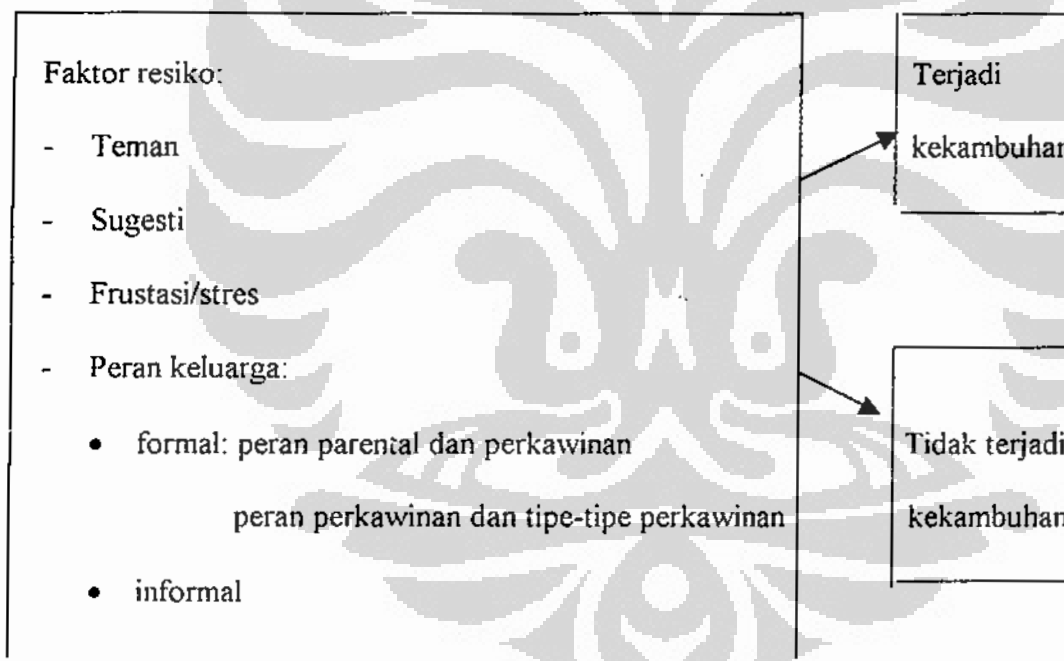 Faktor resiko:
- Teman
- Sugesti
- Frustasi/stres
- Peran keluarga:
• formal: peran parental dan perkawinan
peran perkawinan dan tipe-tipe perkawinan
• informal
Terjadi
kekambuhan
Tidak terjadi
kekambuhan